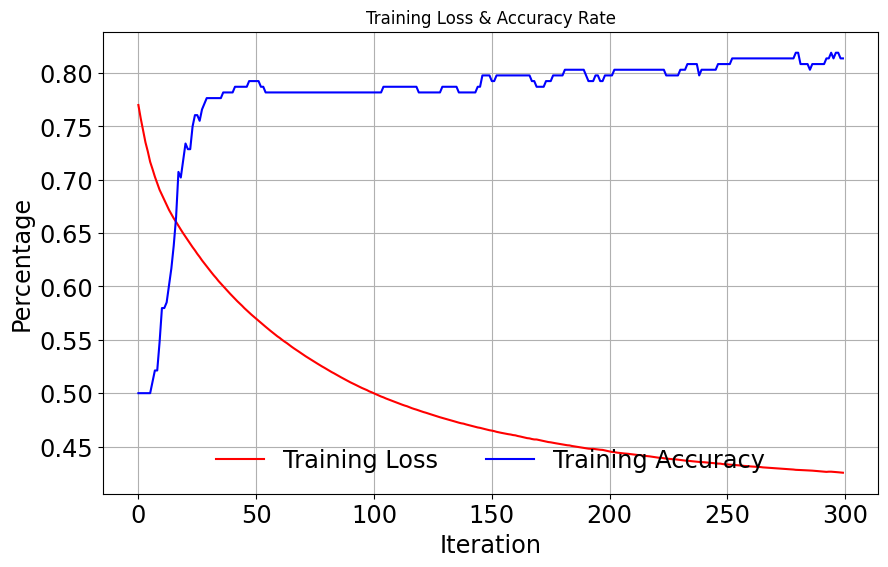 Training Loss & Accuracy Rate
Percentage
0.80
0.75
0.70
0.65
0.60
0.55
0.50
0.45
Training Loss
Training Accuracy
0 50 100 150 200 250 300
Iteration